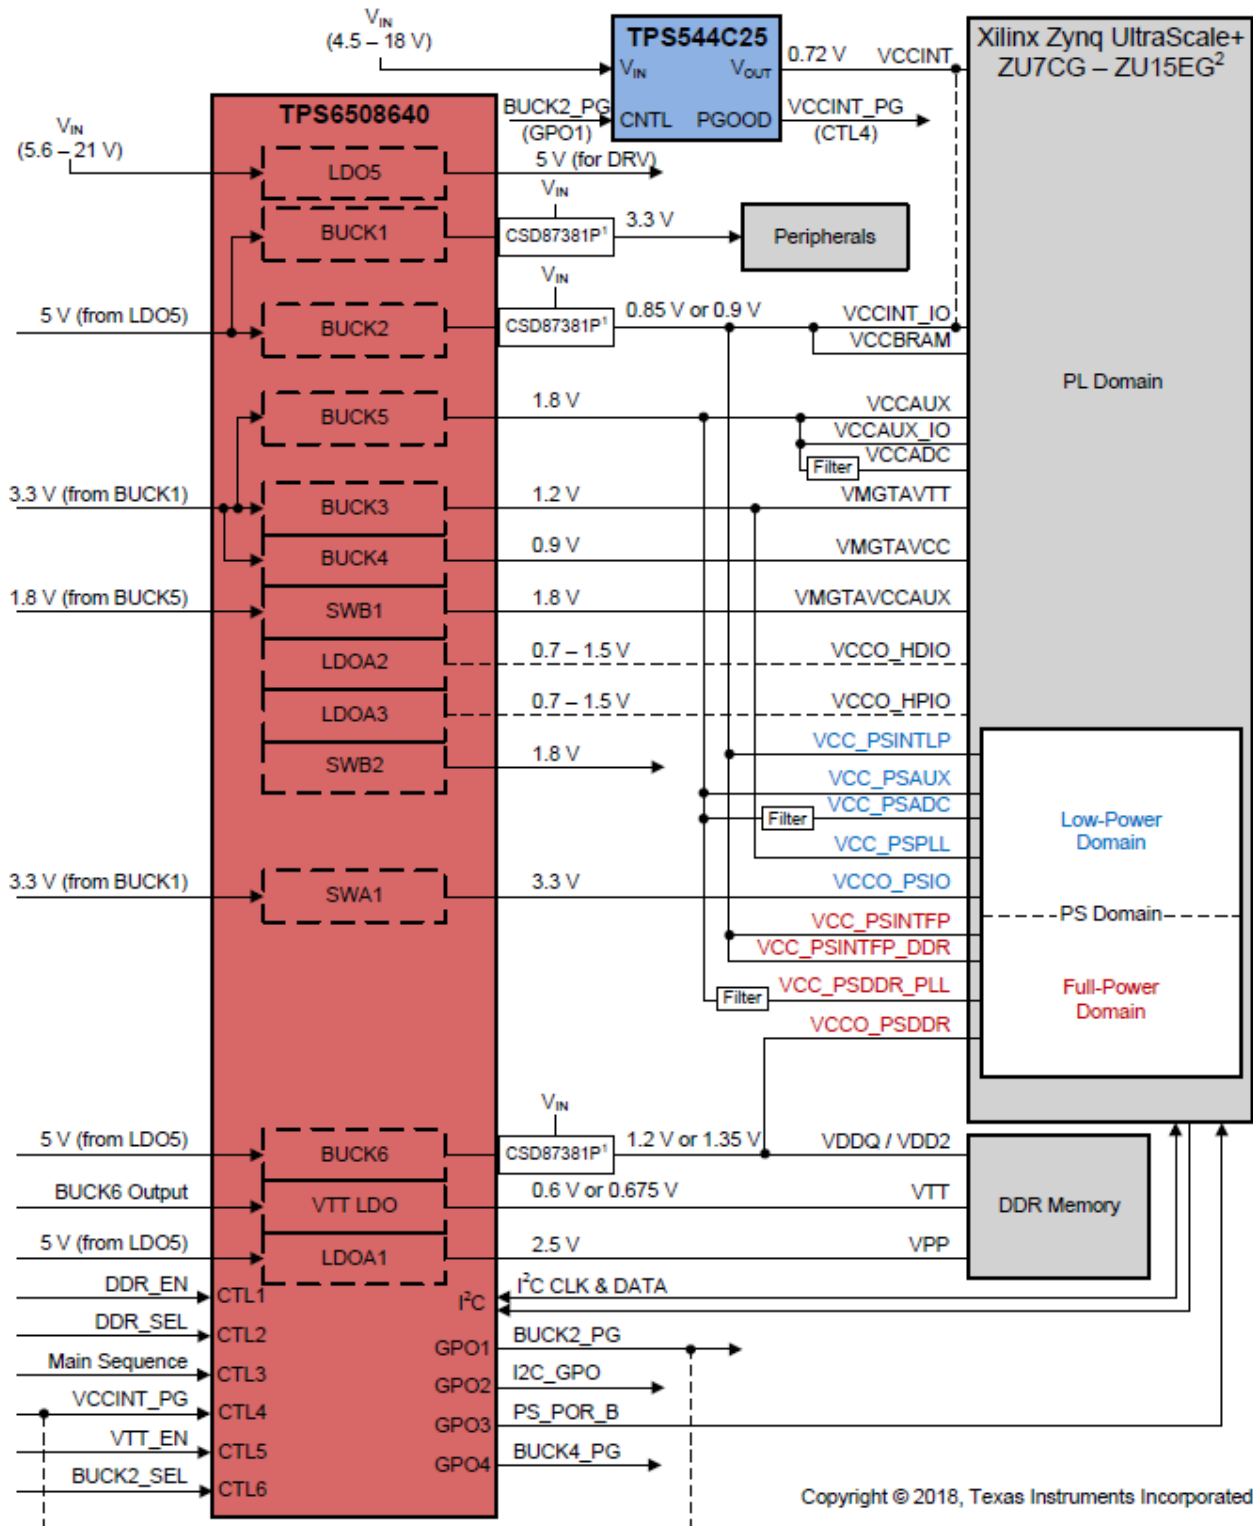 V_IN
(4.5 – 18 V)
TPS544C25
V_IN
V_OUT
0.72 V
VCCINT
Xilinx Zynq UltraScale+
ZU7CG – ZU15EG²
TPS6508640
BUCK2_PG
(GPO1)
CNTL
PGOOD
VCCINT_PG
(CTL4)
V_IN
(5.6 – 21 V)
LDO5
5 V (for DRV)
V_IN
BUCK1
CSD87381P¹
3.3 V
Peripherals
V_IN
5 V (from LDO5)
BUCK2
CSD87381P¹
0.85 V or 0.9 V
VCCINT_IO
VCCBRAM
PL Domain
BUCK5
1.8 V
VCCAUX
VCCAUX_IO
Filter
VCCADC
3.3 V (from BUCK1)
BUCK3
1.2 V
VMGTAVTT
BUCK4
0.9 V
VMGTAVCC
1.8 V (from BUCK5)
SWB1
1.8 V
VMGTAVCCAUX
LDOA2
0.7 – 1.5 V
VCCO_HDIO
LDOA3
0.7 – 1.5 V
VCCO_HPIO
SWB2
1.8 V
VCC_PSINTLP
VCC_PSAUX
Filter
VCC_PSADC
VCC_PSPLL
Low-Power
Domain
3.3 V (from BUCK1)
SWA1
3.3 V
VCCO_PSIO
PS Domain
VCC_PSINTFP
VCC_PSINTFP_DDR
Filter
VCC_PSDDR_PLL
VCCO_PSDDR
Full-Power
Domain
V_IN
5 V (from LDO5)
BUCK6
CSD87381P¹
1.2 V or 1.35 V
VDDQ / VDD2
BUCK6 Output
VTT LDO
0.6 V or 0.675 V
VTT
DDR Memory
5 V (from LDO5)
LDOA1
2.5 V
VPP
DDR_EN
CTL1
I²C
I²C CLK & DATA
DDR_SEL
CTL2
GPO1
BUCK2_PG
Main Sequence
CTL3
GPO2
I2C_GPO
VCCINT_PG
CTL4
GPO3
PS_POR_B
VTT_EN
CTL5
GPO4
BUCK4_PG
BUCK2_SEL
CTL6
Copyright © 2018, Texas Instruments Incorporated